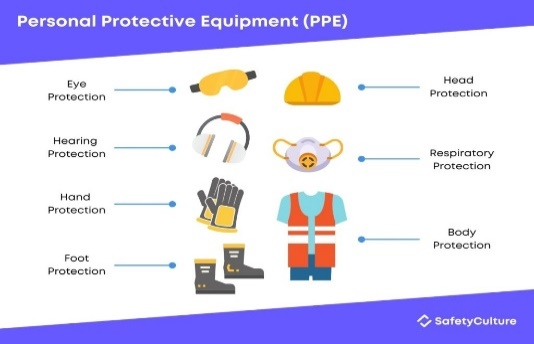 Personal Protective Equipment (PPE)
Eye
Protection
Hearing
Protection
Hand
Protection
Foot
Protection
Head
Protection
Respiratory
Protection
Body
Protection
SafetyCulture